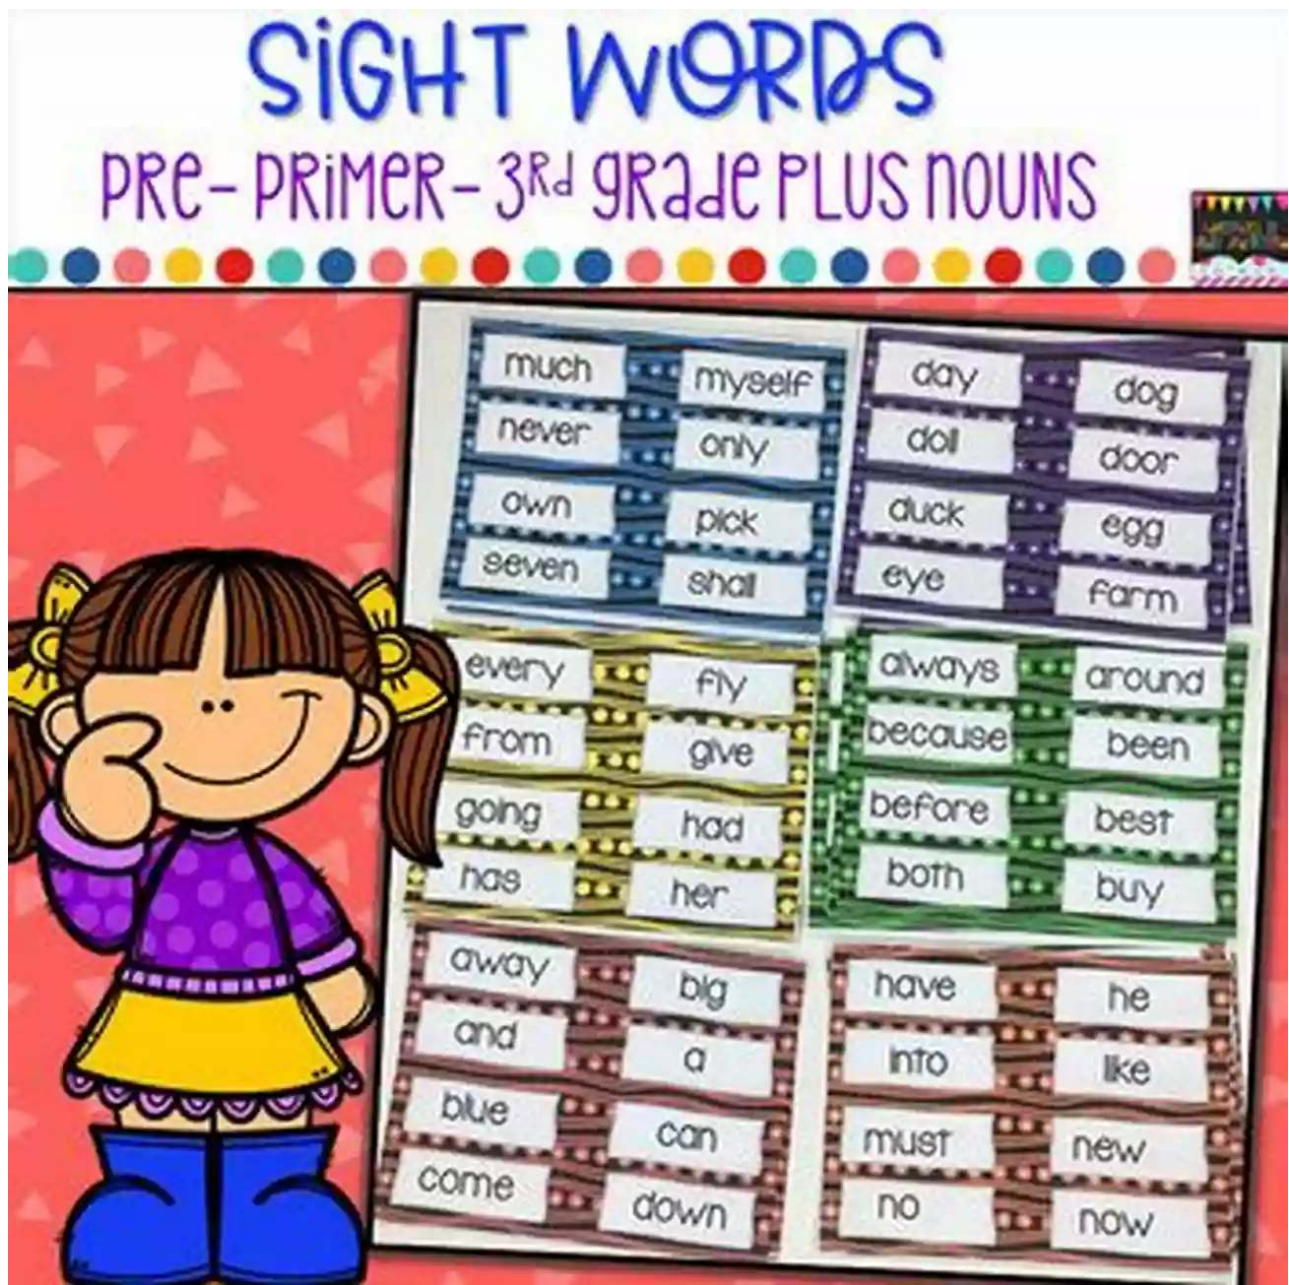 SiGHT WORDS
PRe- PRiMeR- 3Rd gRade PLUS nOUNS
much myself
never only
own pick
seven shall
day dog
doll door
duck egg
eye farm
every fly
from give
going had
has her
always around
because been
before best
both buy
away big
and a
blue can
come down
have he
into like
must new
no now